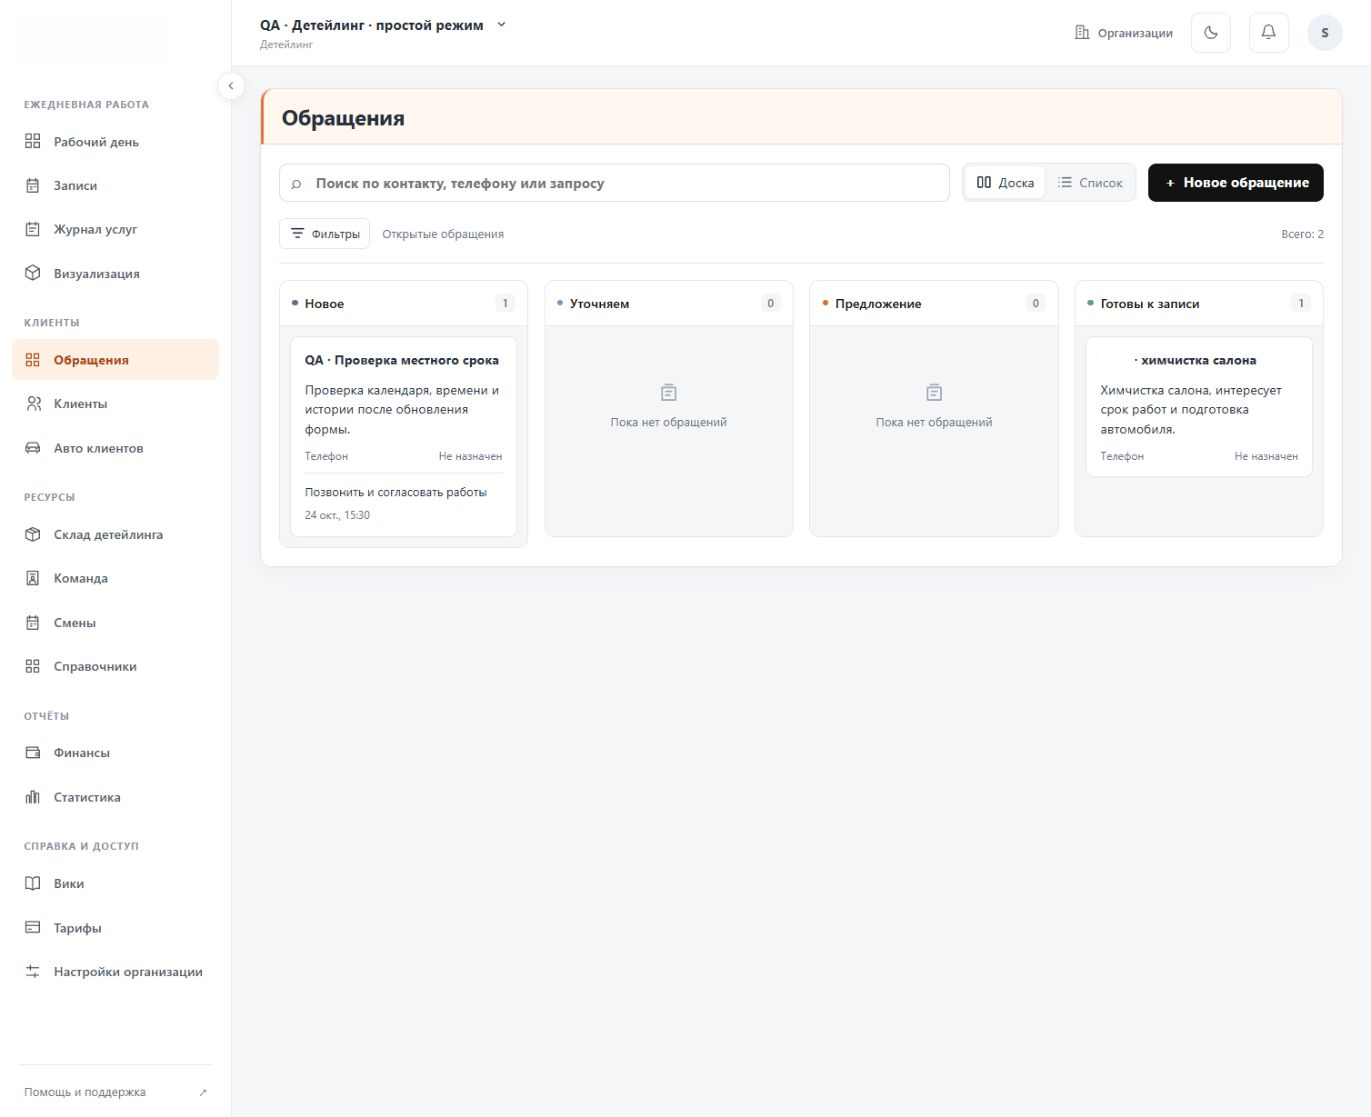 QA · Детейлинг · простой режим
Детейлинг
Организации
S
ЕЖЕДНЕВНАЯ РАБОТА
Рабочий день
Записи
Журнал услуг
Визуализация
КЛИЕНТЫ
Обращения
Клиенты
Авто клиентов
РЕСУРСЫ
Склад детейлинга
Команда
Смены
Справочники
ОТЧЁТЫ
Финансы
Статистика
СПРАВКА И ДОСТУП
Вики
Тарифы
Настройки организации
Помощь и поддержка ↗
Обращения
Поиск по контакту, телефону или запросу
Доска
Список
+ Новое обращение
Фильтры
Открытые обращения
Всего: 2
Новое 1
QA · Проверка местного срока
Проверка календаря, времени и
истории после обновления
формы.
Телефон Не назначен
Позвонить и согласовать работы
24 окт., 15:30
Уточняем 0
Пока нет обращений
Предложение 0
Пока нет обращений
Готовы к записи 1
· химчистка салона
Химчистка салона, интересует
срок работ и подготовка
автомобиля.
Телефон Не назначен